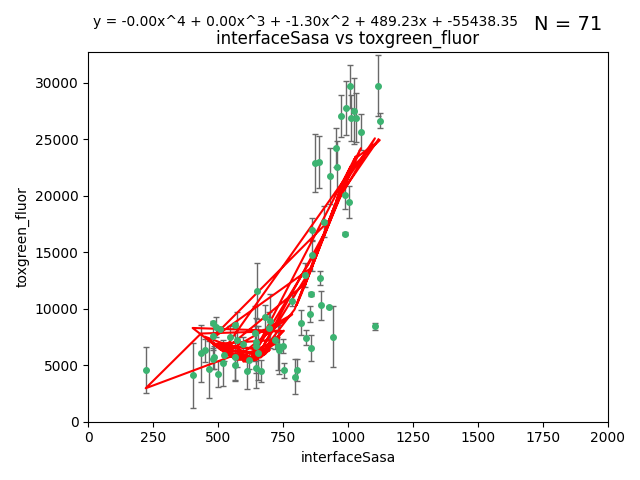 y = -0.00x^4 + 0.00x^3 + -1.30x^2 + 489.23x + -55438.35
N = 71
interfaceSasa vs toxgreen_fluor
toxgreen_fluor
30000
25000
20000
15000
10000
5000
0
0 250 500 750 1000 1250 1500 1750 2000
interfaceSasa